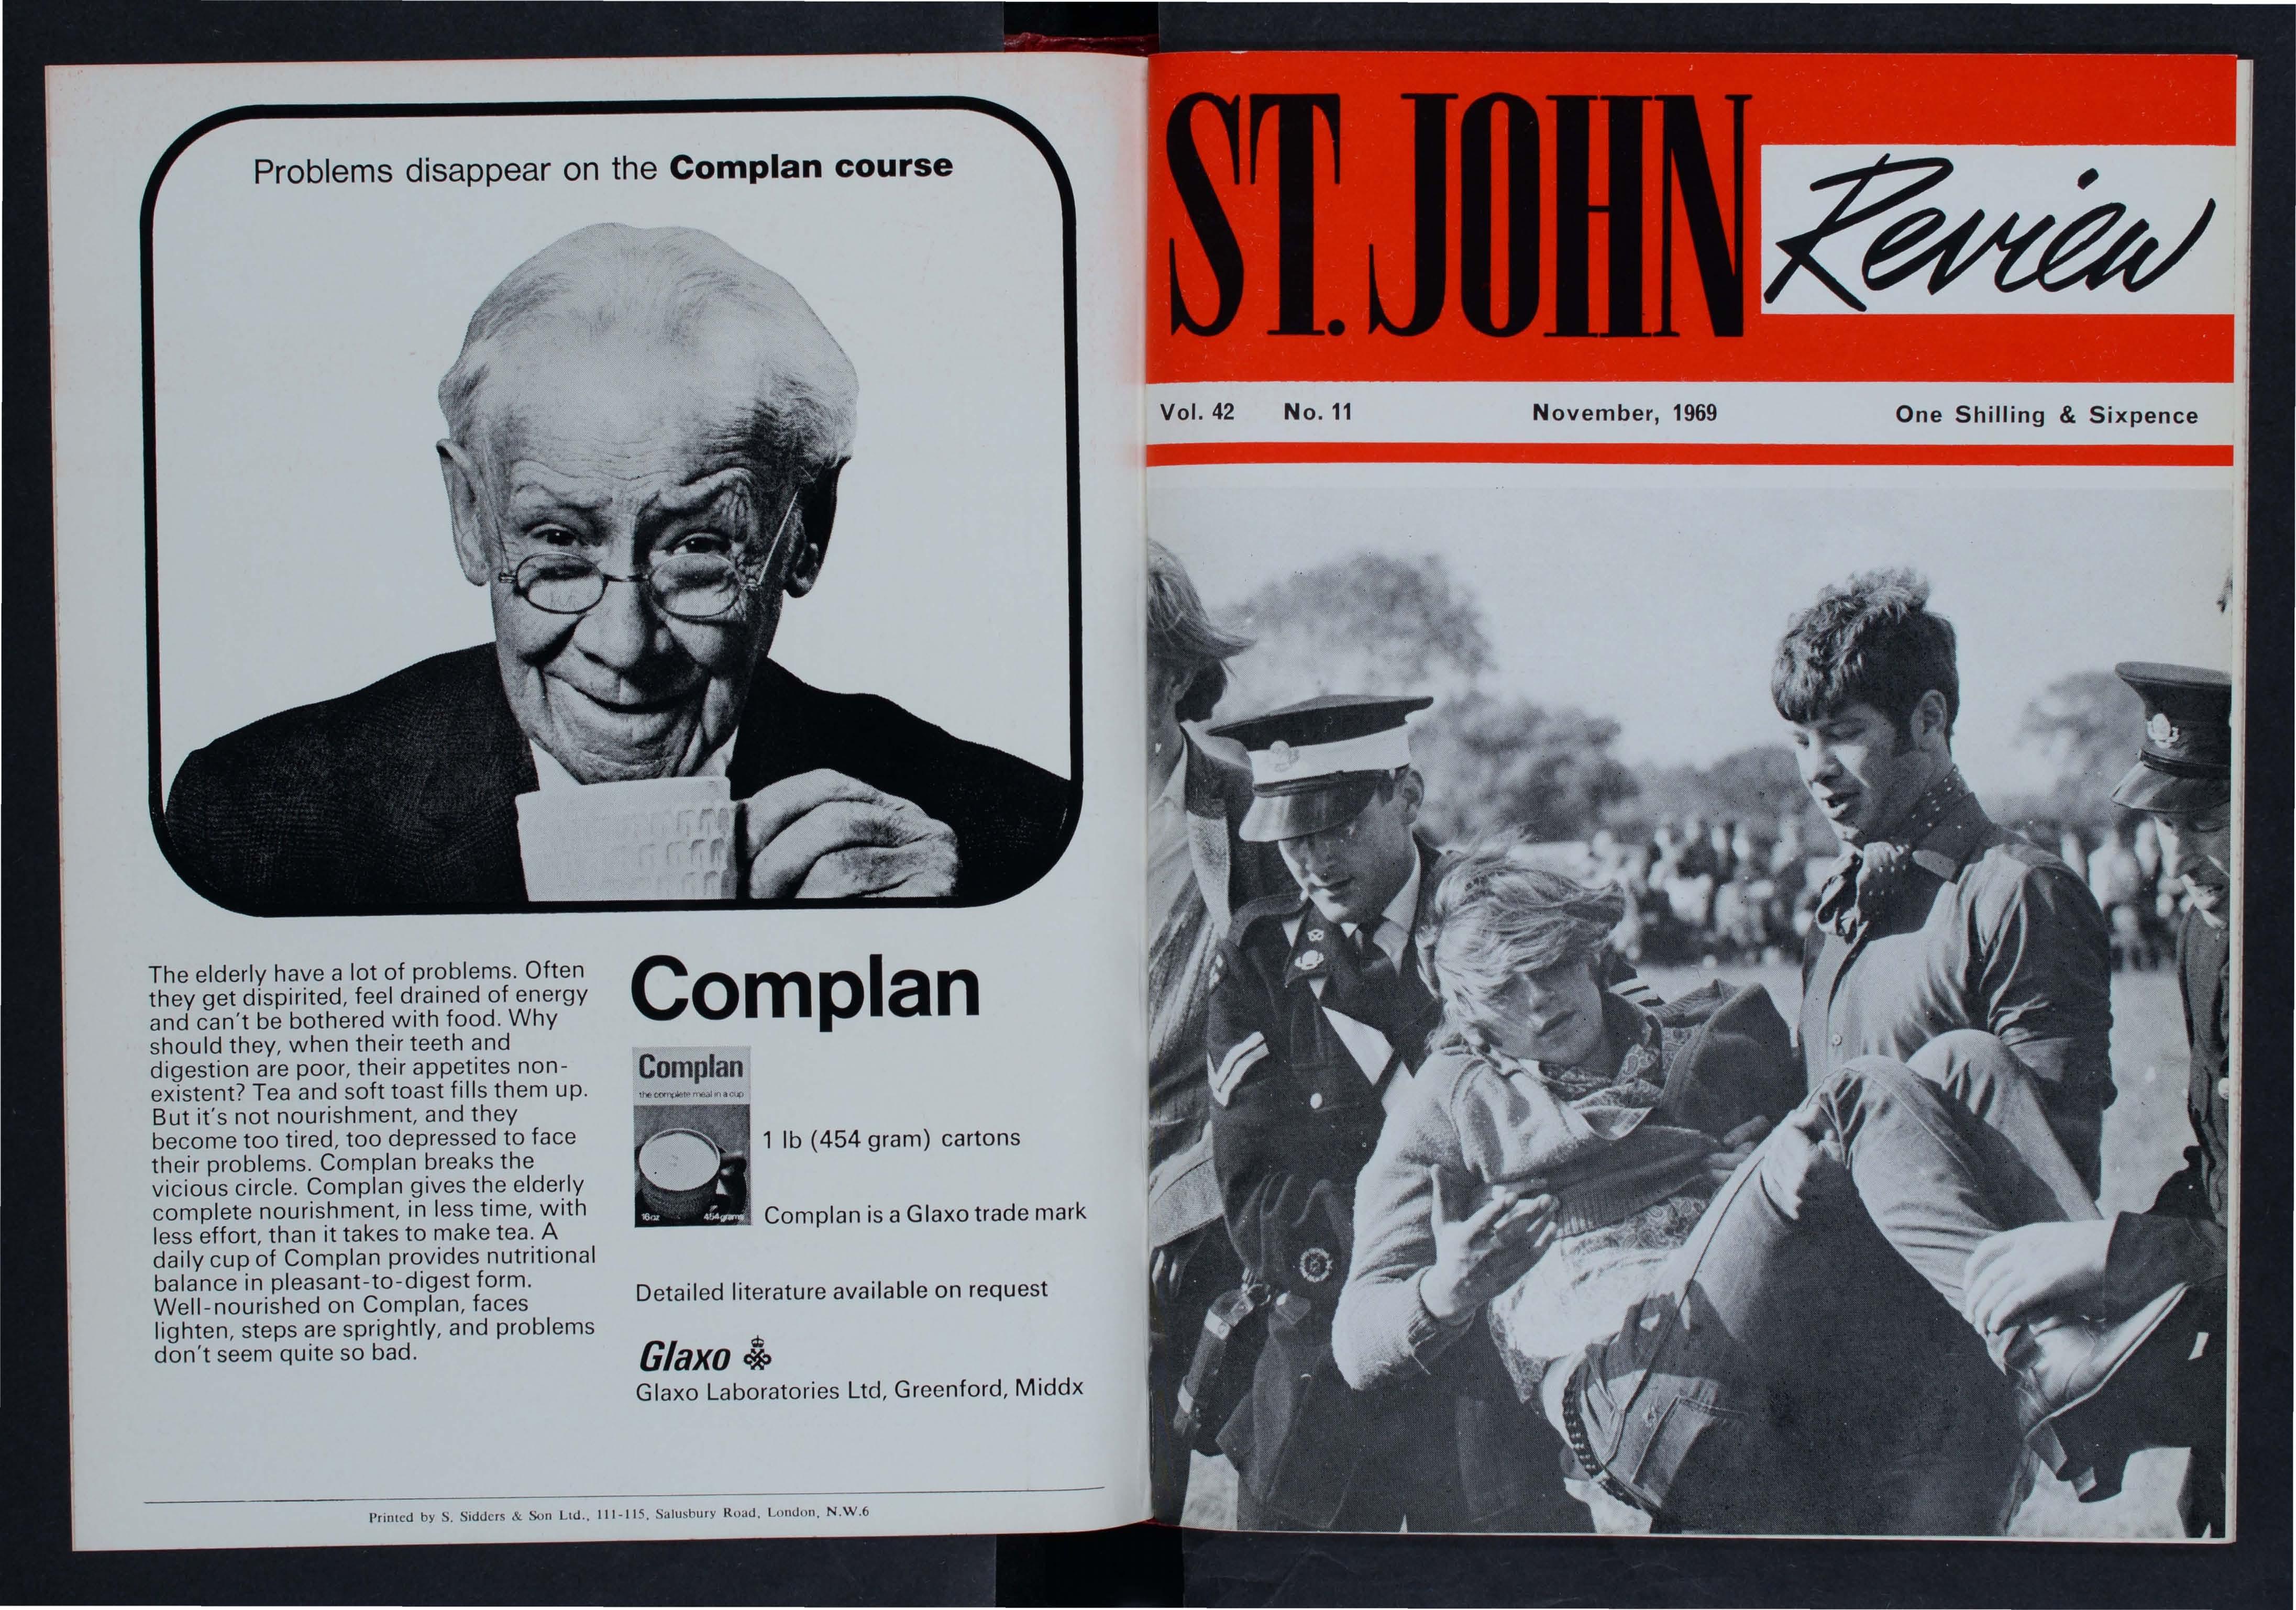 Problems disappear on the Complan course
The elderly have a lot of problems. Often
they get dispirited, feel drained of energy
and can't be bothered with food. Why
should they, when their teeth and
digestion are poor, their appetites non-
existent? Tea and soft toast fills them up.
But it's not nourishment, and they
become too tired, too depressed to face
their problems. Complan breaks the
vicious circle. Complan gives the elderly
complete nourishment, in less time, with
less effort, than it takes to make tea. A
daily cup of Complan provides nutritional
balance in pleasant-to-digest form.
Well-nourished on Complan, faces
lighten, steps are sprightly, and problems
don't seem quite so bad.
Complan
Complan
the complete meal in a cup
16oz 454grams
1 lb (454 gram) cartons
Complan is a Glaxo trade mark
Detailed literature available on request
Glaxo
Glaxo Laboratories Ltd, Greenford, Middx
Printed by S. Sidders & Son Ltd., 111-115, Salusbury Road, London, N.W.6
ST. JOHN Review
Vol. 42 No. 11 November, 1969 One Shilling & Sixpence